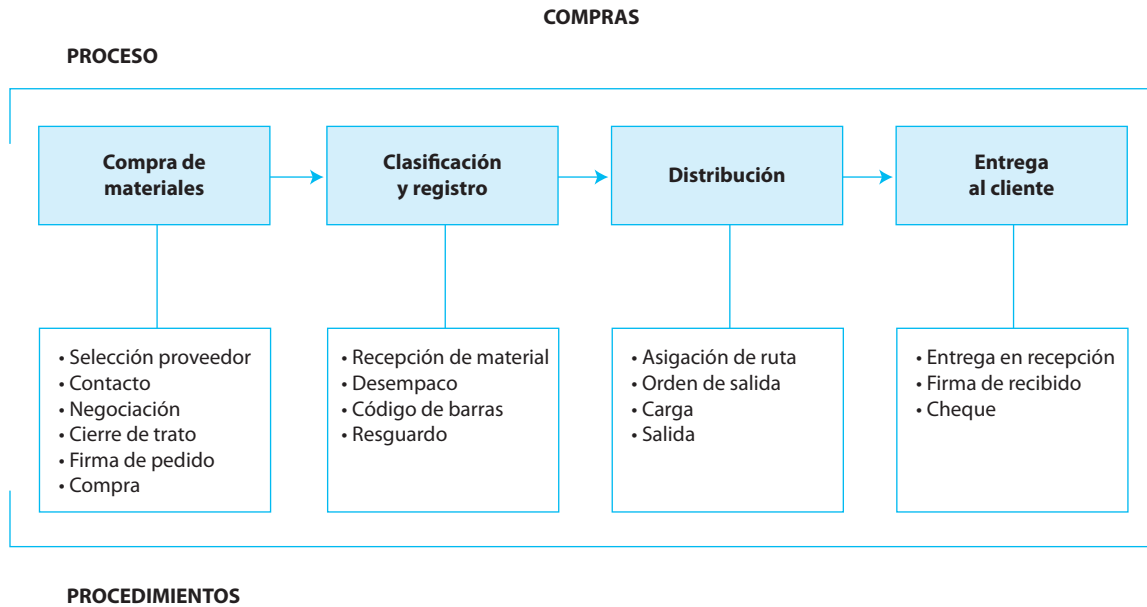 COMPRAS
PROCESO
Compra de
materiales
Clasificación
y registro
Distribución
Entrega
al cliente
• Selección proveedor
• Contacto
• Negociación
• Cierre de trato
• Firma de pedido
• Compra
• Recepción de material
• Desempaco
• Código de barras
• Resguardo
• Asigación de ruta
• Orden de salida
• Carga
• Salida
• Entrega en recepción
• Firma de recibido
• Cheque
PROCEDIMIENTOS